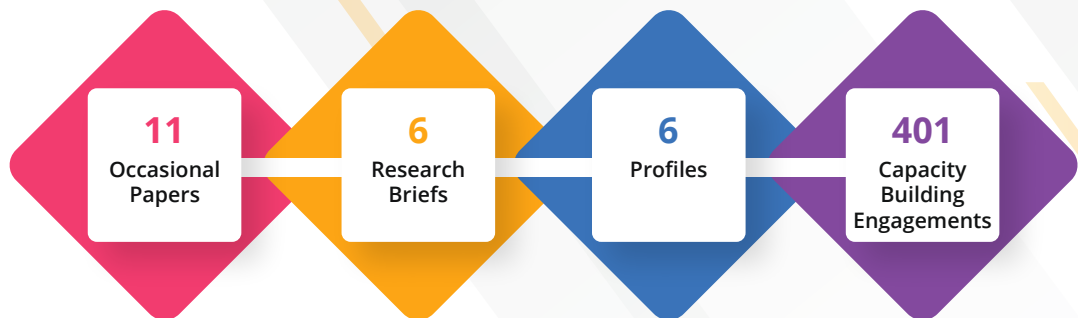 11
Occasional
Papers
6
Research
Briefs
6
Profiles
401
Capacity
Building
Engagements